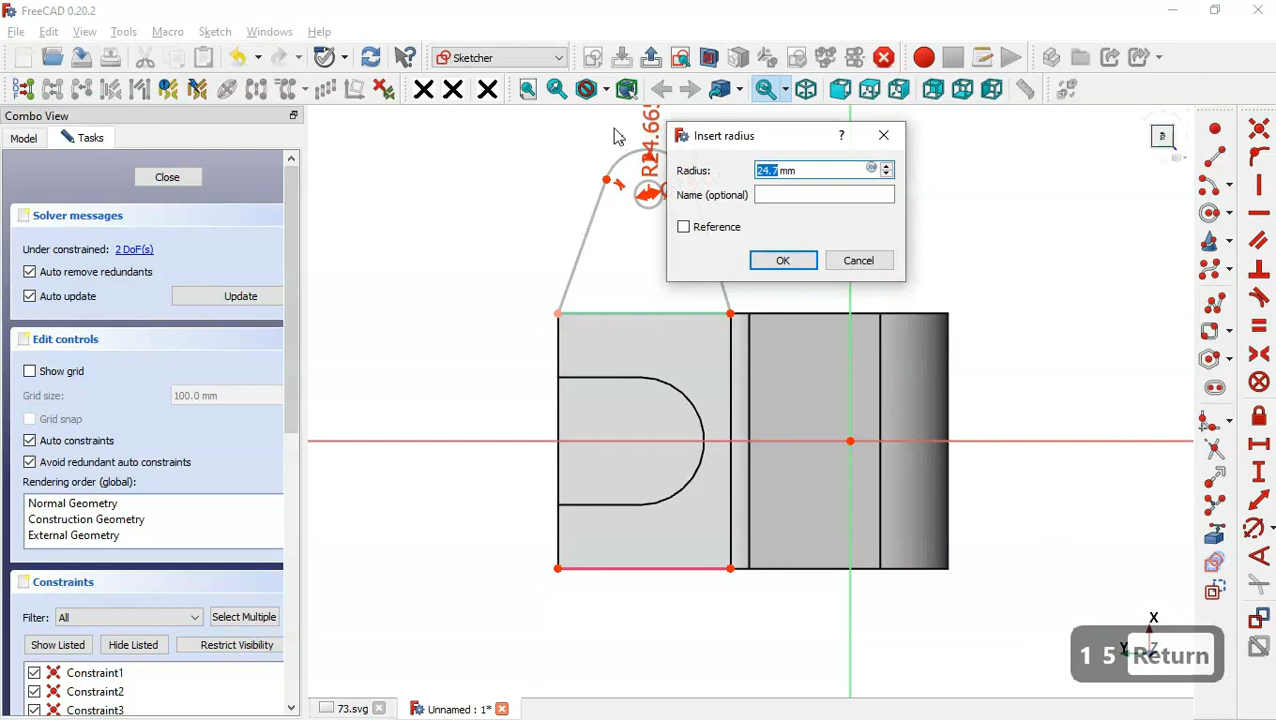 FreeCAD 0.20.2
File Edit View Tools Macro Sketch Windows Help
Sketcher
Combo View
Model Tasks
Close
Solver messages
Under constrained: 2 DoF(s)
Auto remove redundants
Auto update Update
Edit controls
Show grid
Grid size: 100.0 mm
Grid snap
Auto constraints
Avoid redundant auto constraints
Rendering order (global):
Normal Geometry
Construction Geometry
External Geometry
Constraints
Filter: All Select Multiple
Show Listed Hide Listed Restrict Visibility
Constraint1
Constraint2
Constraint3
R24.665
Insert radius ?
Radius: 24.7 mm
Name (optional)
Reference
OK Cancel
X
Y Z
1 5 Return
73.svg Unnamed : 1*